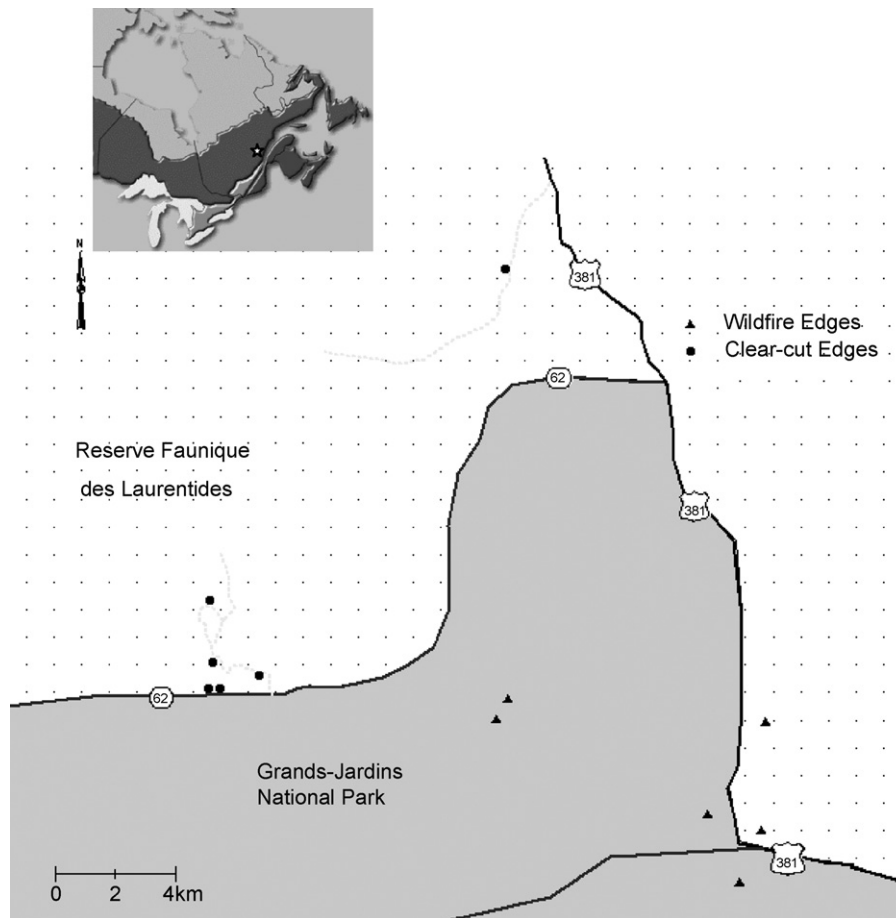 N
381
Wildfire Edges
Clear-cut Edges
62
Reserve Faunique
des Laurentides
381
62
Grands-Jardins
National Park
381
0 2 4km